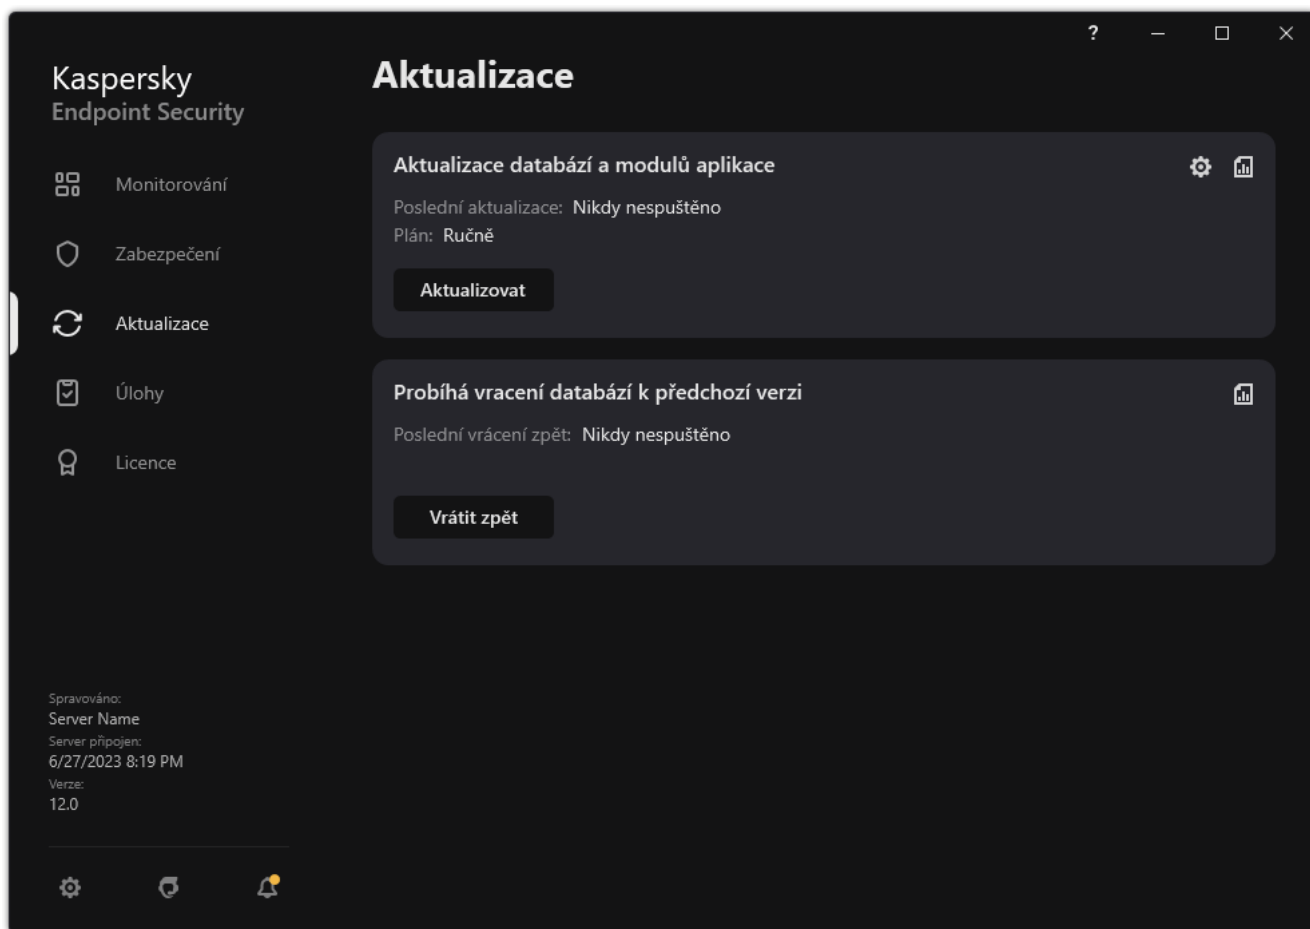 ?
Kaspersky
Endpoint Security
Monitorování
Zabezpečení
Aktualizace
Úlohy
Licence
Spravováno:
Server Name
Server připojen:
6/27/2023 8:19 PM
Verze:
12.0
Aktualizace
Aktualizace databází a modulů aplikace
Poslední aktualizace: Nikdy nespuštěno
Plán: Ručně
Aktualizovat
Probíhá vracení databází k předchozí verzi
Poslední vrácení zpět: Nikdy nespuštěno
Vrátit zpět